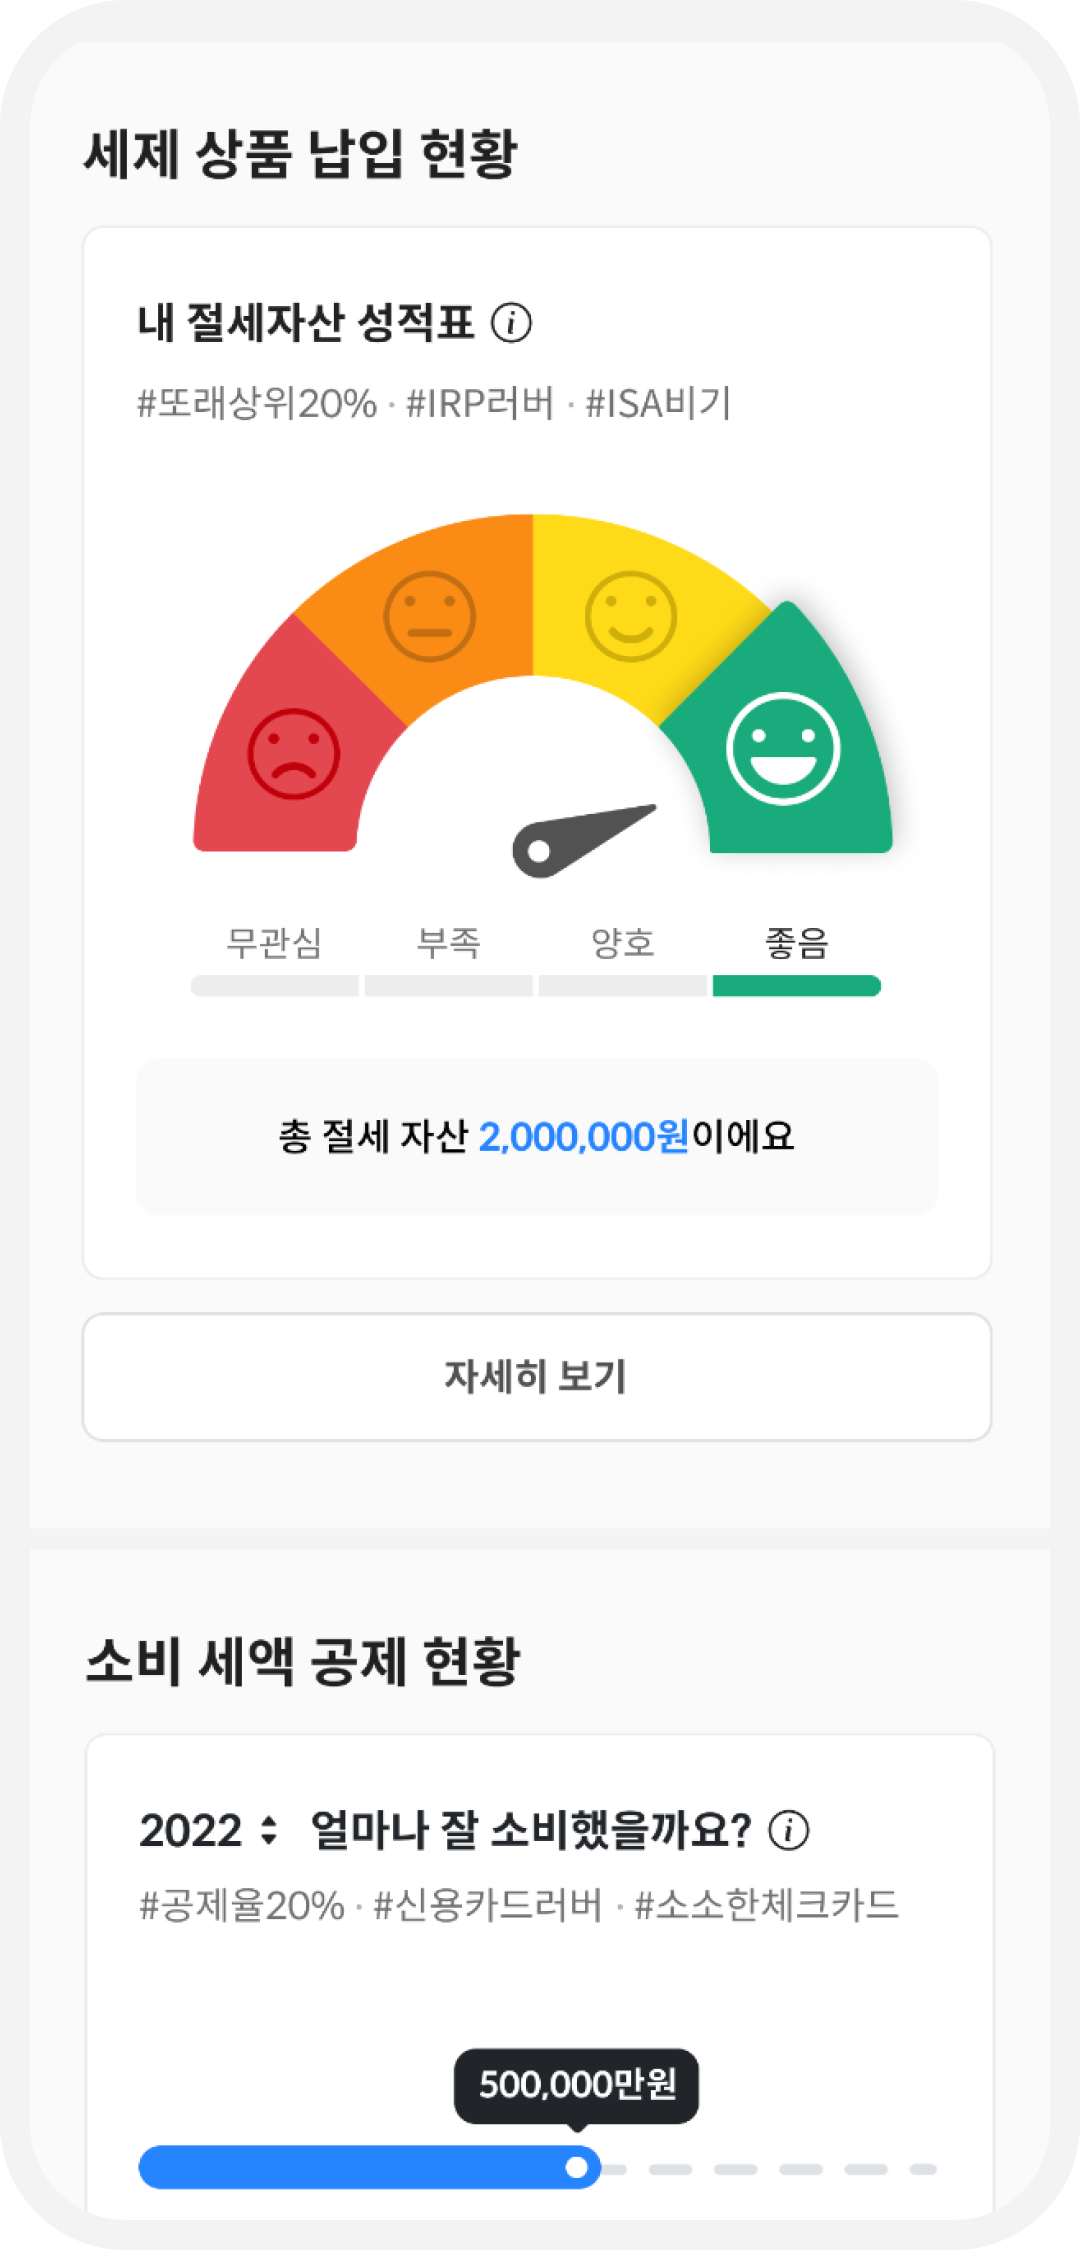 세제 상품 납입 현황
내 절세자산 성적표 i
#또래상위20% · #IRP러버 · #ISA비기
무관심 부족 양호 좋음
총 절세 자산 2,000,000원이에요
자세히 보기
소비 세액 공제 현황
2022 얼마나 잘 소비했을까요? i
#공제율20% · #신용카드러버 · #소소한체크카드
500,000만원